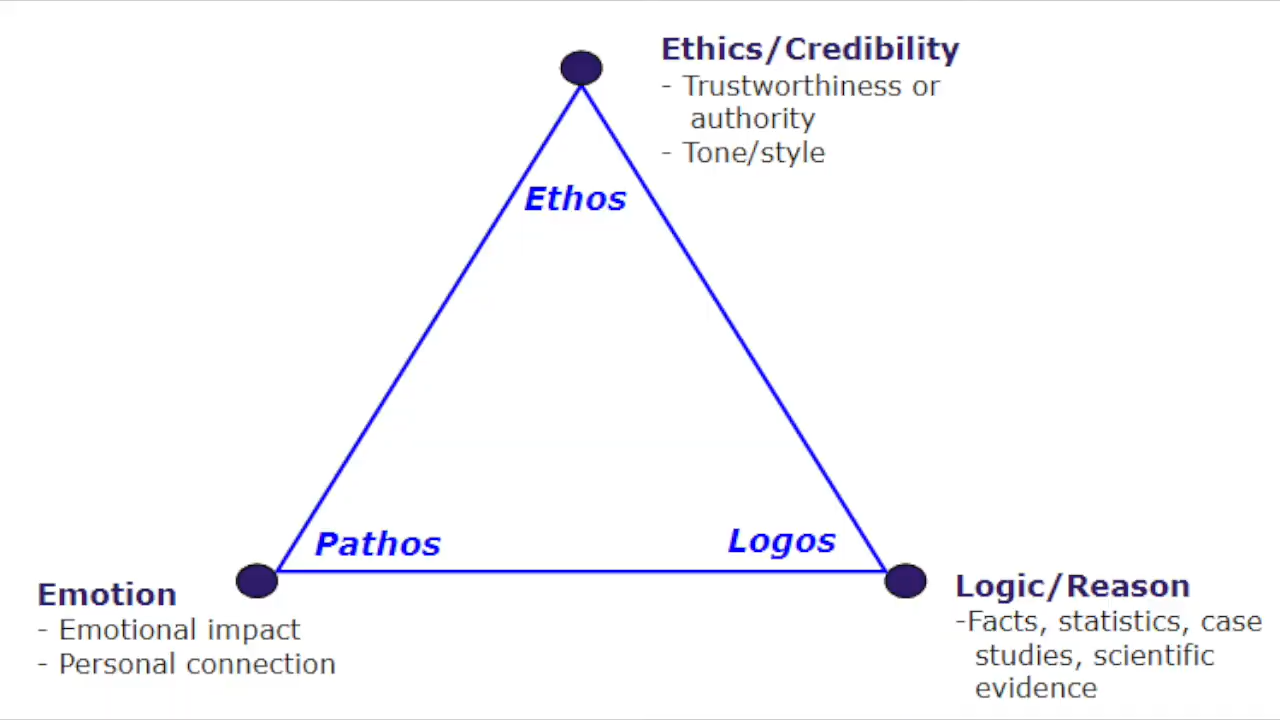 Ethics/Credibility
- Trustworthiness or
authority
- Tone/style
Ethos
Pathos
Logos
Emotion
- Emotional impact
- Personal connection
Logic/Reason
-Facts, statistics, case
studies, scientific
evidence